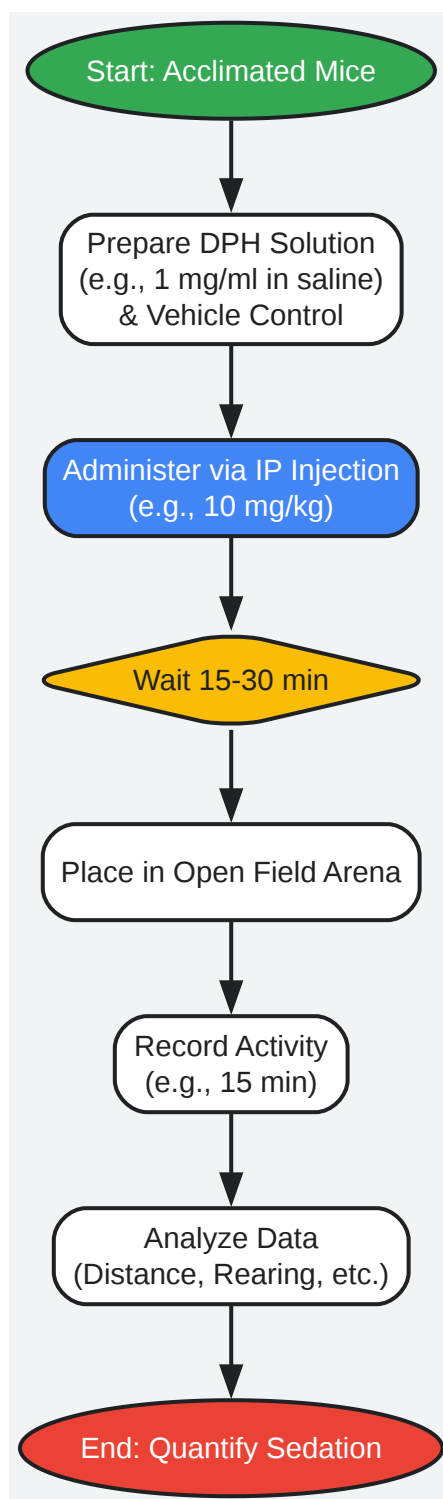 Start: Acclimated Mice
Prepare DPH Solution
(e.g., 1 mg/ml in saline)
& Vehicle Control
Administer via IP Injection
(e.g., 10 mg/kg)
Wait 15-30 min
Place in Open Field Arena
Record Activity
(e.g., 15 min)
Analyze Data
(Distance, Rearing, etc.)
End: Quantify Sedation